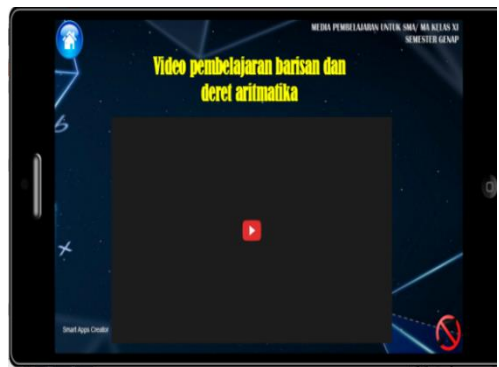 MEDIA PEMBELAJARAN UNTUK SMA/ MA KELAS XI
SEMESTER GENAP
Video pembelajaran barisan dan
deret aritmatika
Smart Apps Creator